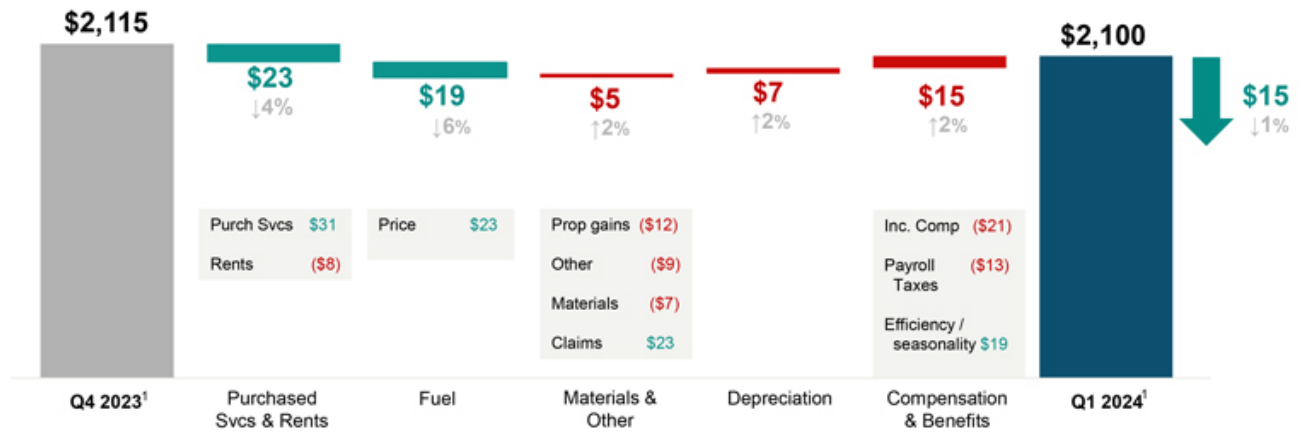 $2,115
$23
↓4%
$19
↓6%
$5
↑2%
$7
↑2%
$15
↑2%
$2,100
$15
↓1%
Purch Svcs $31
Rents ($8)
Price $23
Prop gains ($12)
Other ($9)
Materials ($7)
Claims $23
Inc. Comp ($21)
Payroll ($13)
Taxes
Efficiency /
seasonality $19
Q4 2023¹
Purchased
Svcs & Rents
Fuel
Materials &
Other
Depreciation
Compensation
& Benefits
Q1 2024¹